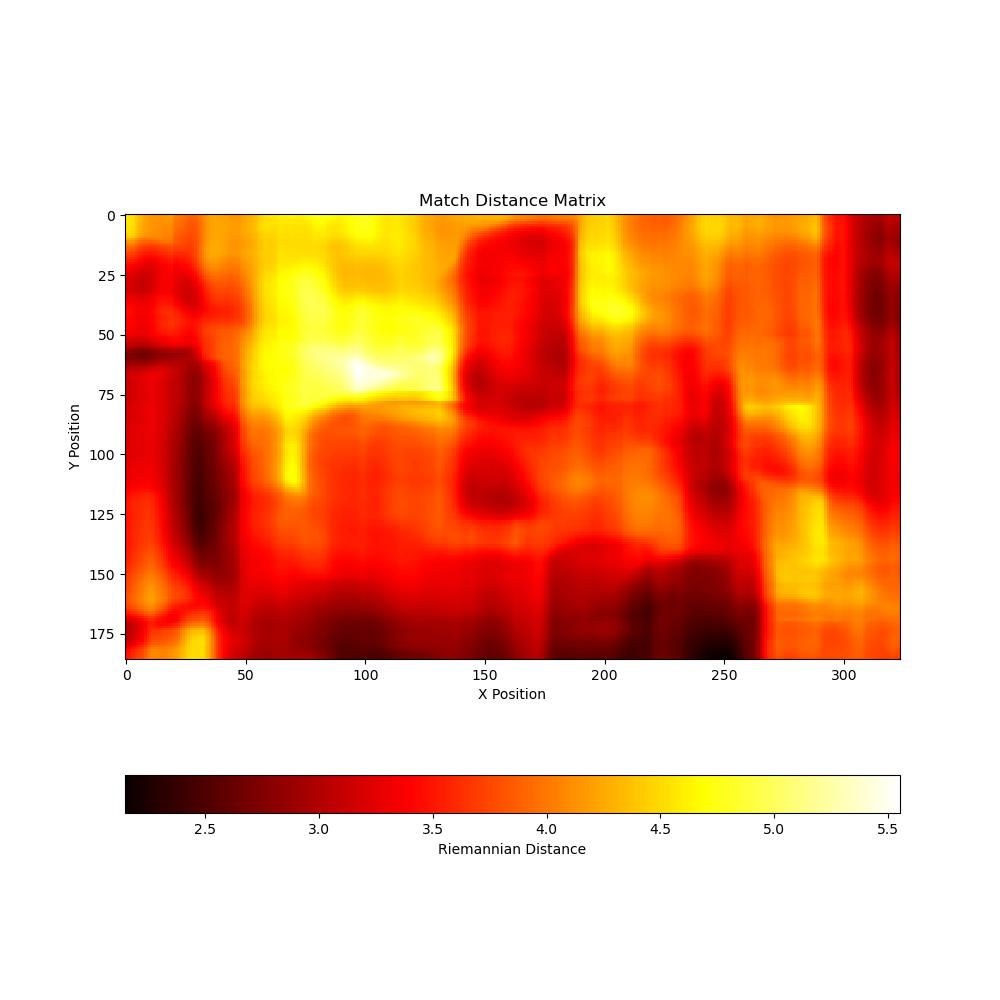 Match Distance Matrix
0
25
50
75
100
125
150
175
Y Position
0 50 100 150 200 250 300
X Position
2.5 3.0 3.5 4.0 4.5 5.0 5.5
Riemannian Distance